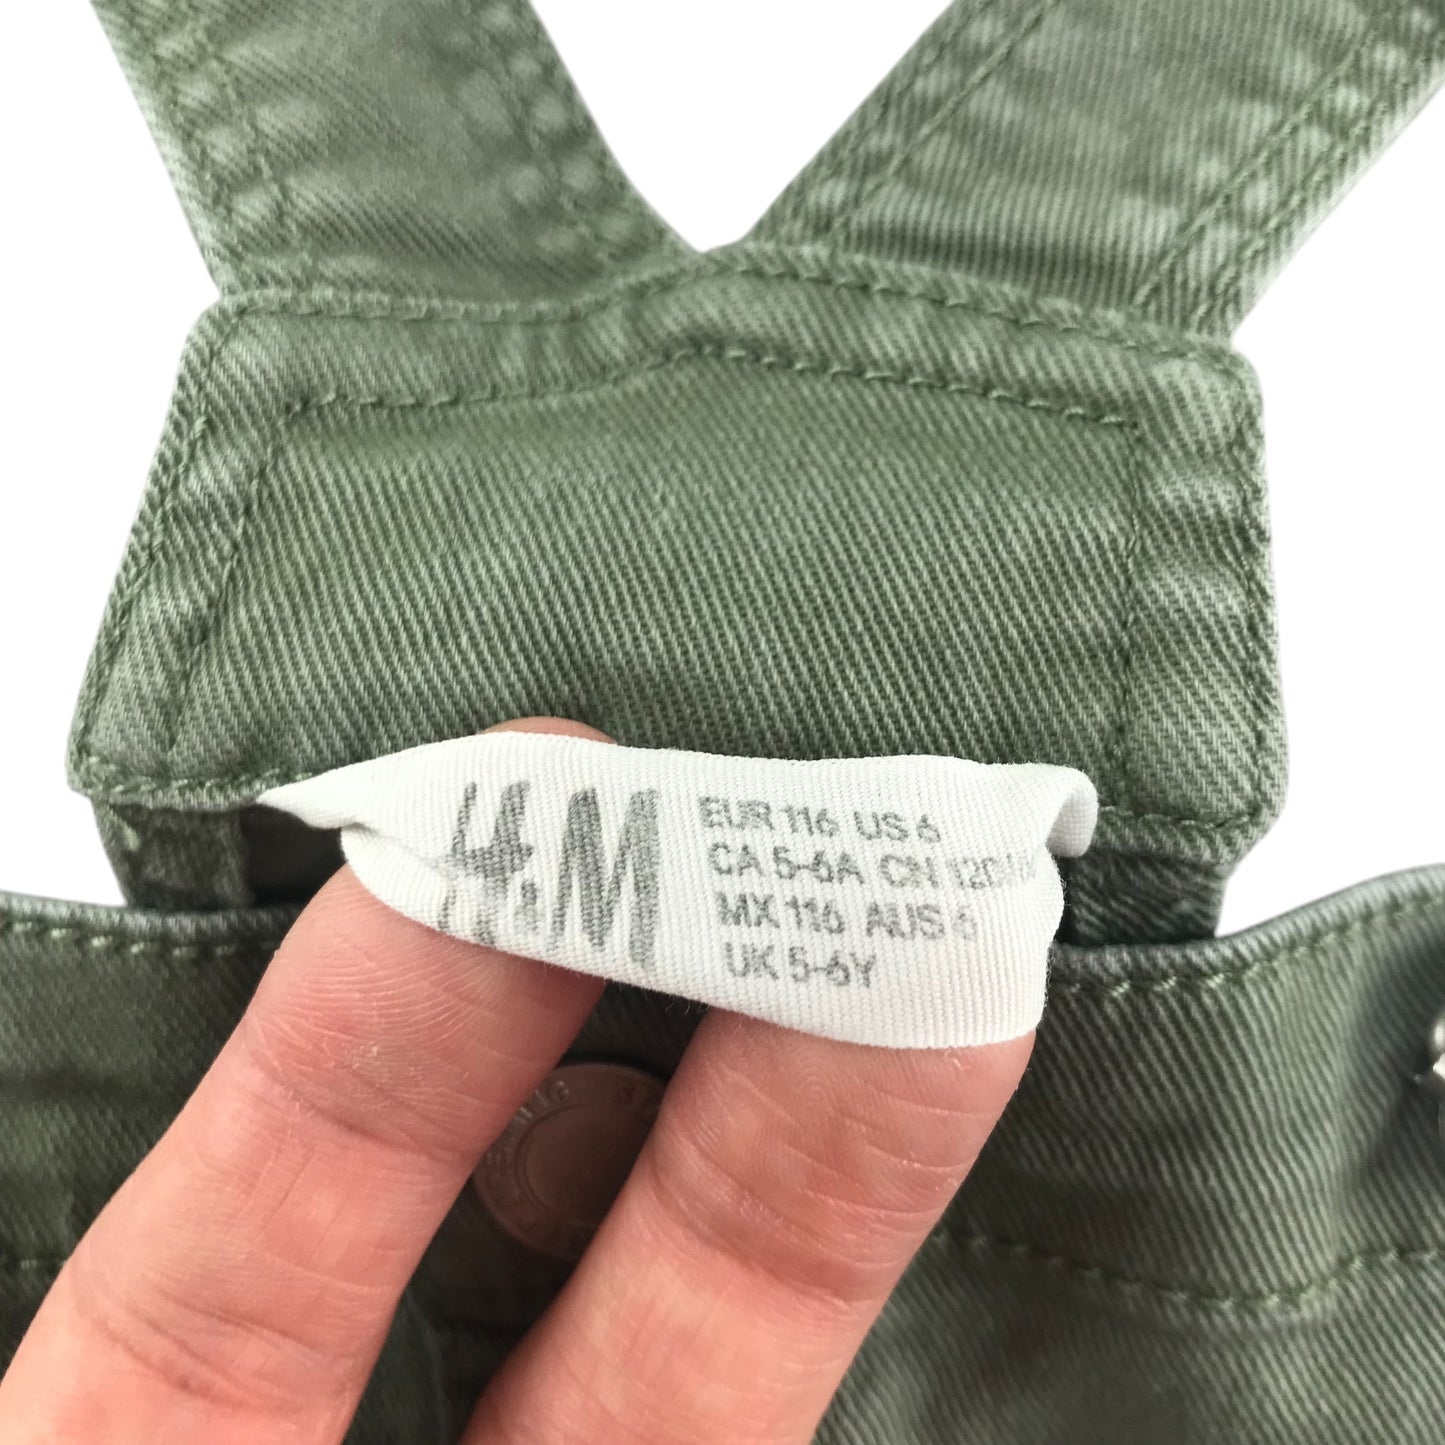 H&M
EUR 116 US 6
CA 5-6A CN 120/
MX 116 AUS 6
UK 5-6Y